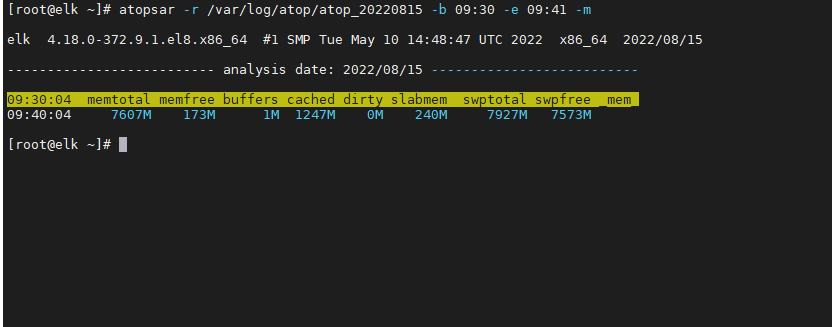 [root@elk ~]# atopsar -r /var/log/atop/atop_20220815 -b 09:30 -e 09:41 -m
elk  4.18.0-372.9.1.el8.x86_64  #1 SMP Tue May 10 14:48:47 UTC 2022  x86_64  2022/08/15
-------------------------- analysis date: 2022/08/15 --------------------------
09:30:04  memtotal memfree buffers cached dirty slabmem  swptotal swpfree _mem_
09:40:04     7607M    173M      1M  1247M    0M    240M     7927M   7573M
[root@elk ~]#